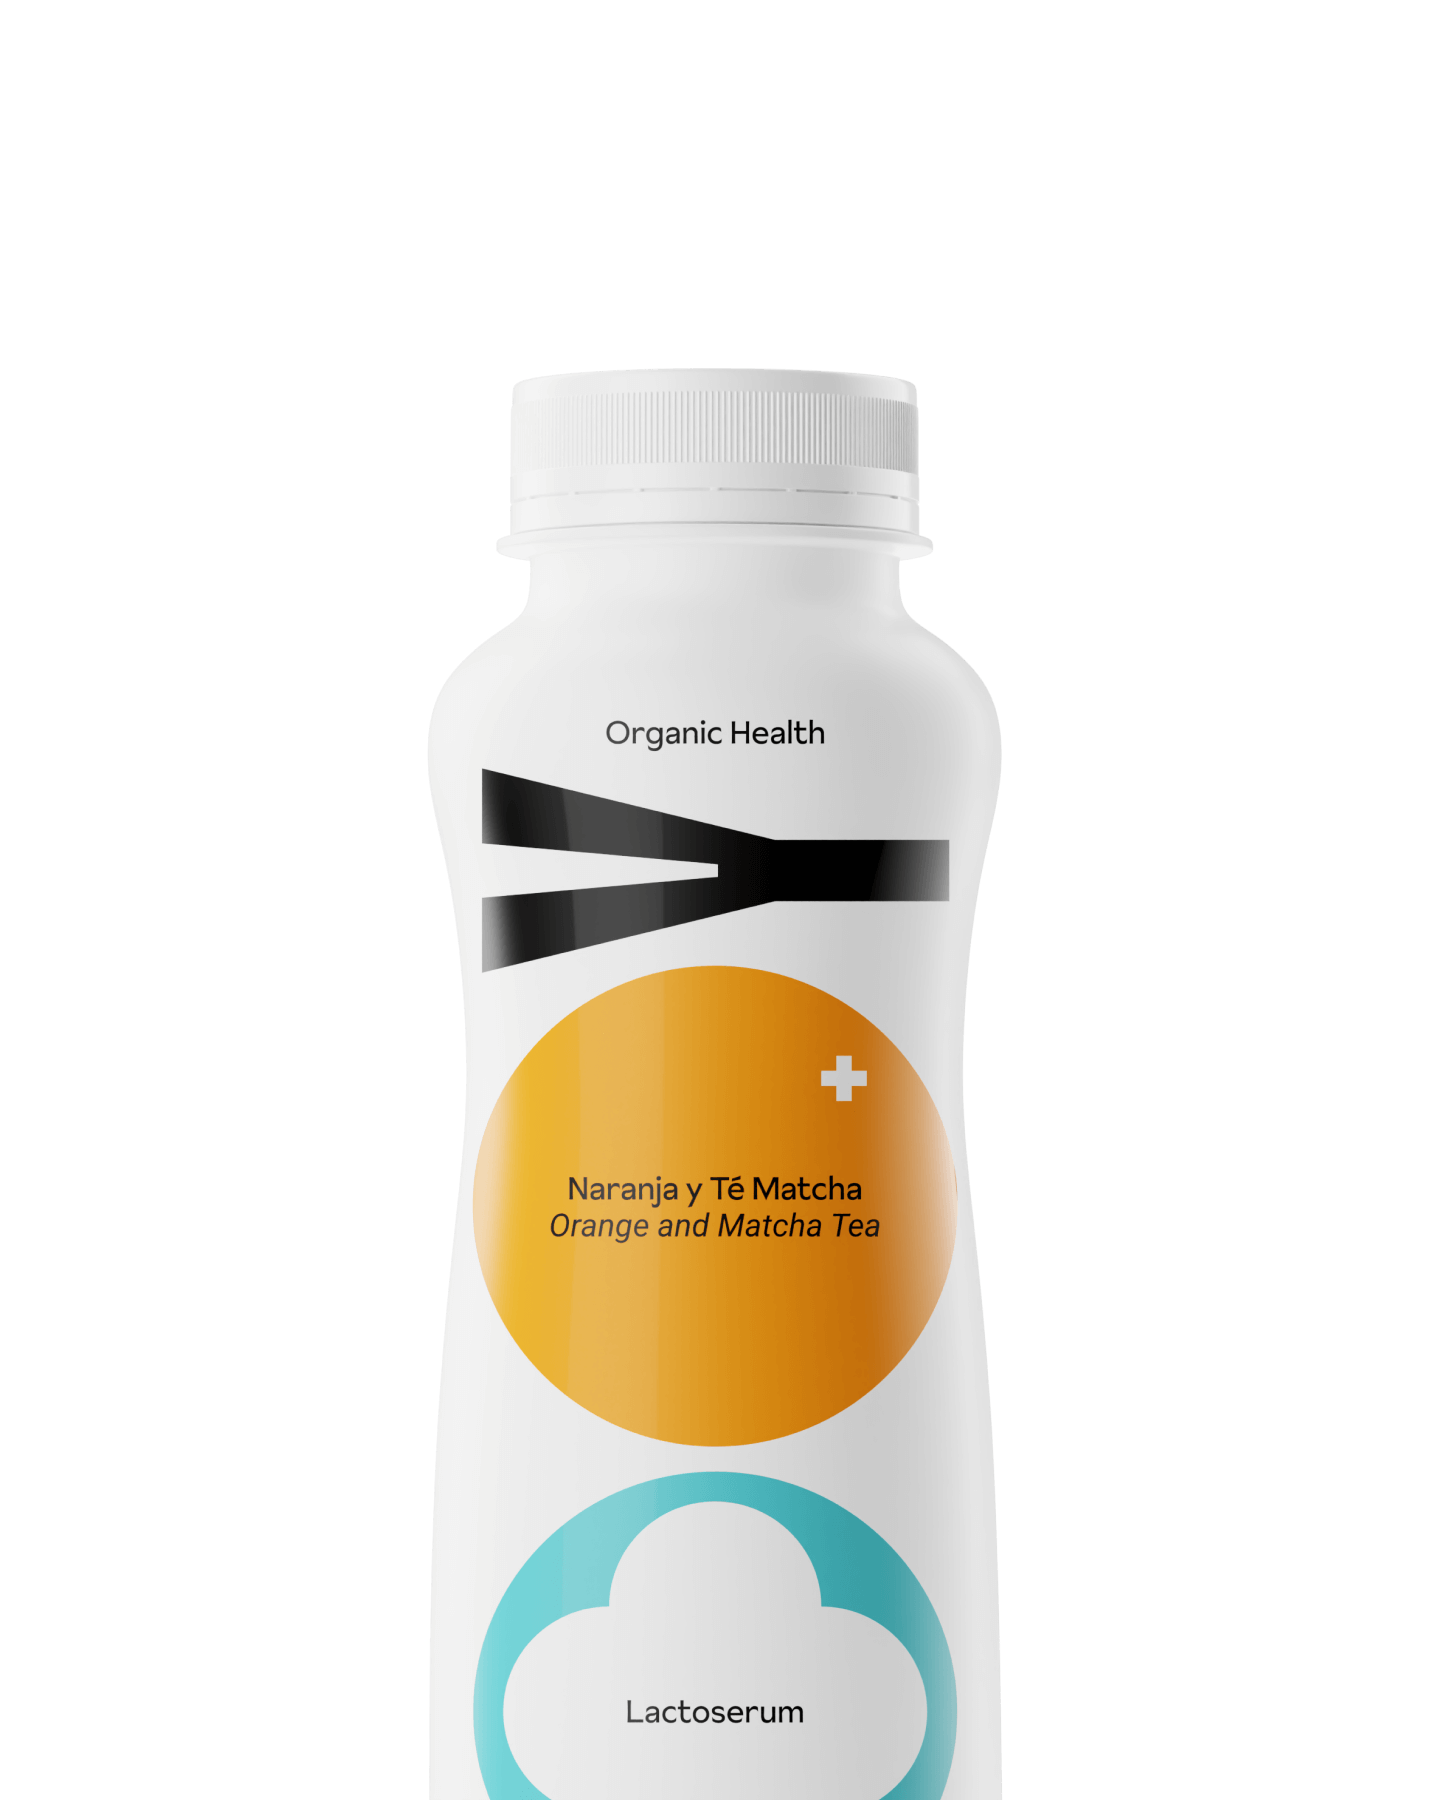 Organic Health
Y
Naranja y Té Matcha
Orange and Matcha Tea
Lactoserum